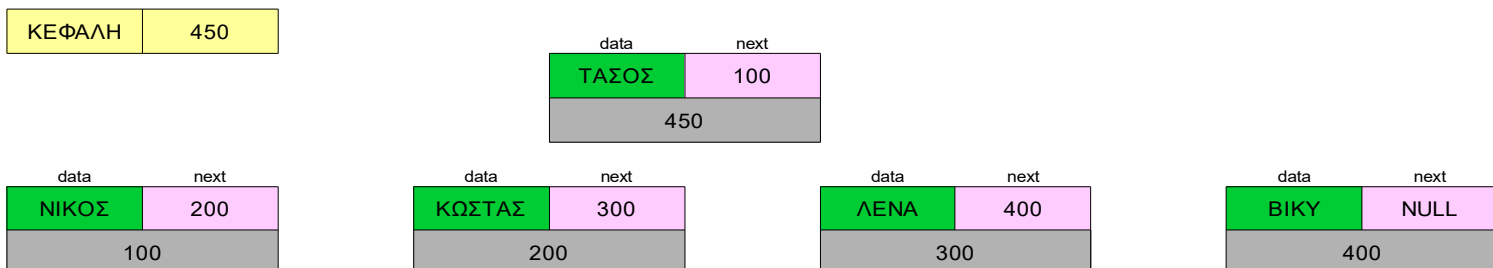 ΚΕΦΑΛΗ 450
data next
ΤΑΣΟΣ 100
450
data next data next data next data next
ΝΙΚΟΣ 200 ΚΩΣΤΑΣ 300 ΛΕΝΑ 400 ΒΙΚΥ NULL
100 200 300 400